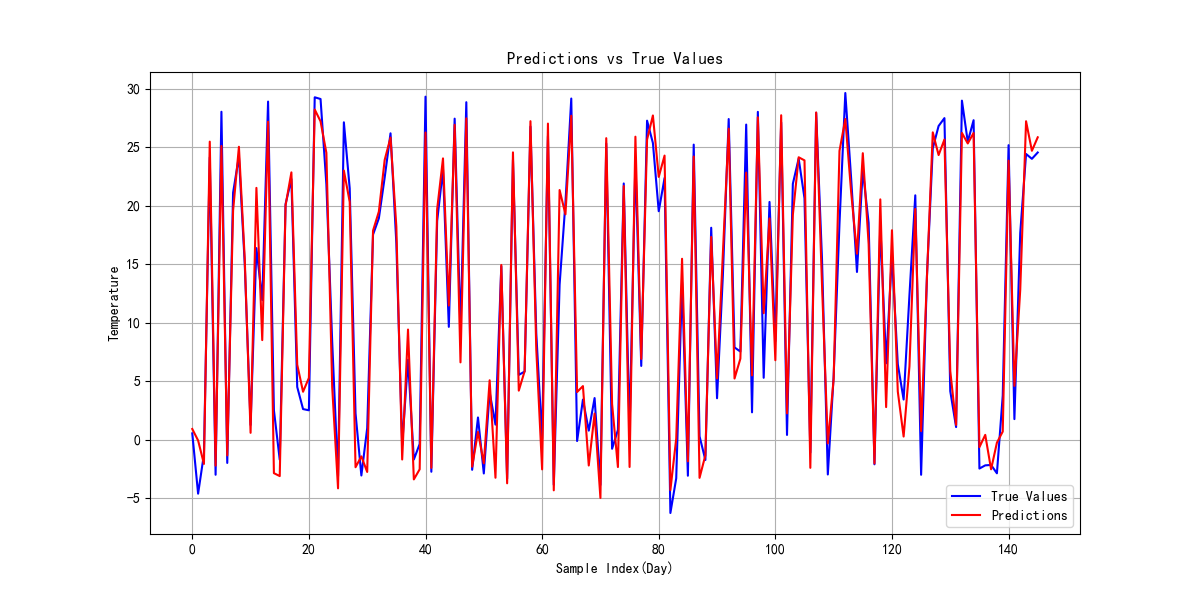 Predictions vs True Values
Temperature
30
25
20
15
10
5
0
−5
0 20 40 60 80 100 120 140
Sample Index(Day)
True Values
Predictions